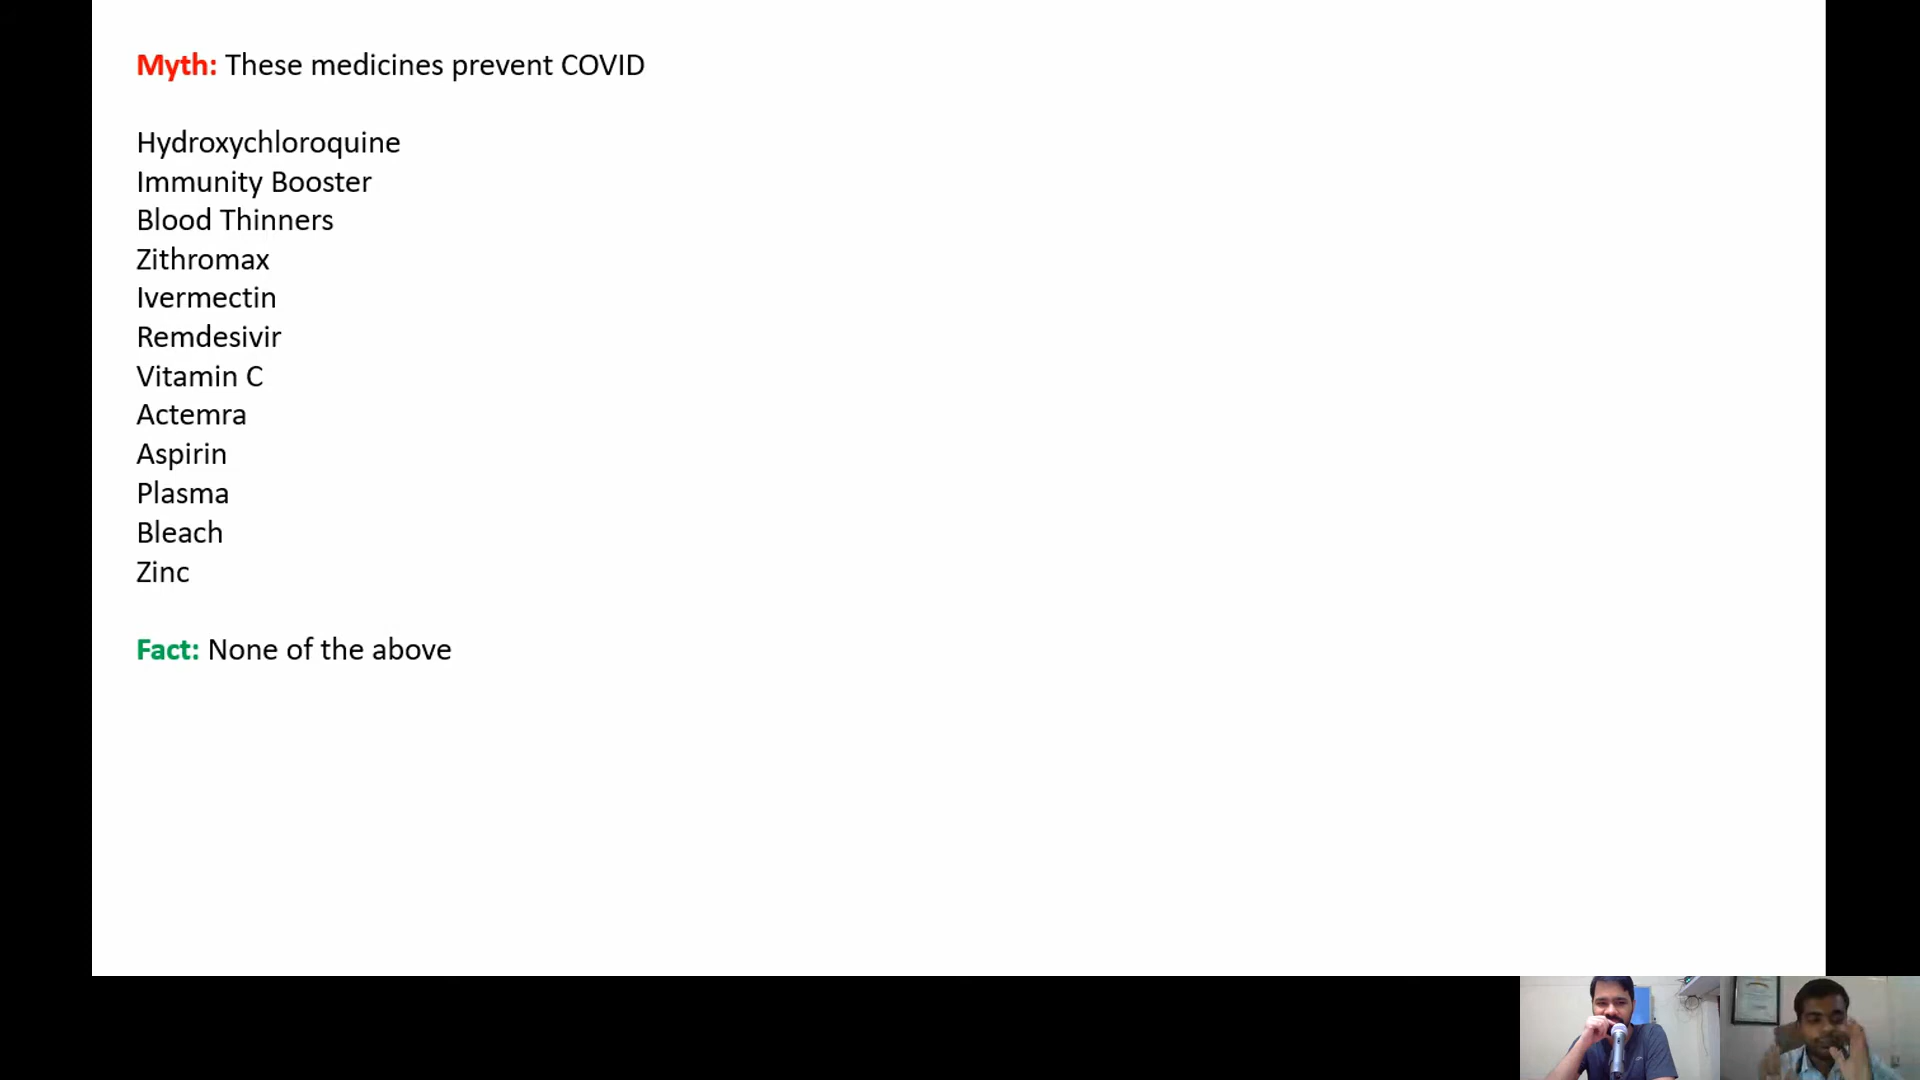 Myth: These medicines prevent COVID
Hydroxychloroquine
Immunity Booster
Blood Thinners
Zithromax
Ivermectin
Remdesivir
Vitamin C
Actemra
Aspirin
Plasma
Bleach
Zinc
Fact: None of the above